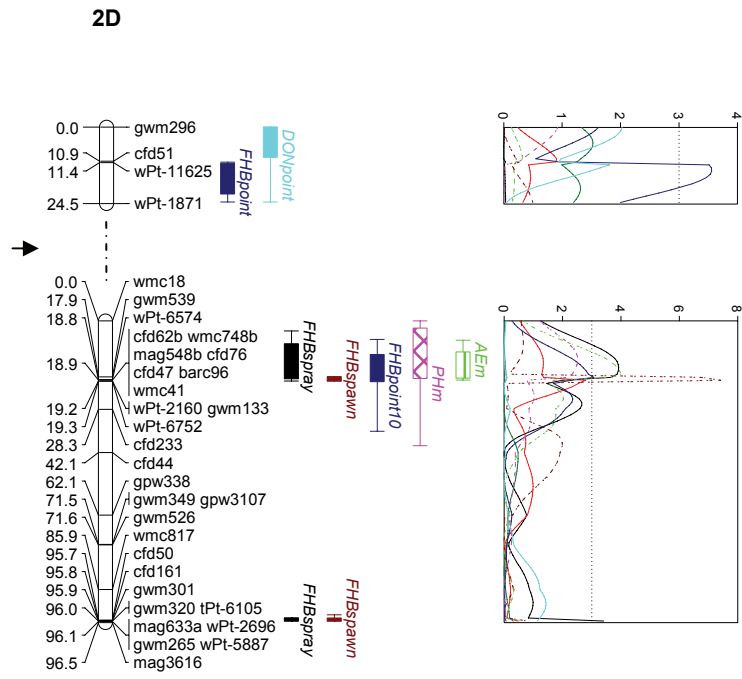 2D
0.0 gwm296
10.9 cfd51
11.4 wPt-11625
24.5 wPt-1871
FHBpoint
DONpoint
0 1 2 3 4
0.0 wmc18
17.9 gwm539
18.8 wPt-6574
cfd62b wmc748b
mag548b cfd76
18.9 cfd47 barc96
wmc41
19.2 wPt-2160 gwm133
19.3 wPt-6752
28.3 cfd233
42.1 cfd44
62.1 gpw338
71.5 gwm349 gpw3107
71.6 gwm526
85.9 wmc817
95.7 cfd50
95.8 cfd161
95.9 gwm301
96.0 gwm320 tPt-6105
96.1 mag633a wPt-2696
gwm265 wPt-5887
96.5 mag3616
FHBspray
FHBspawn
FHBpoint10
PHm
AEm
FHBspray
FHBspawn
0 2 4 6 8